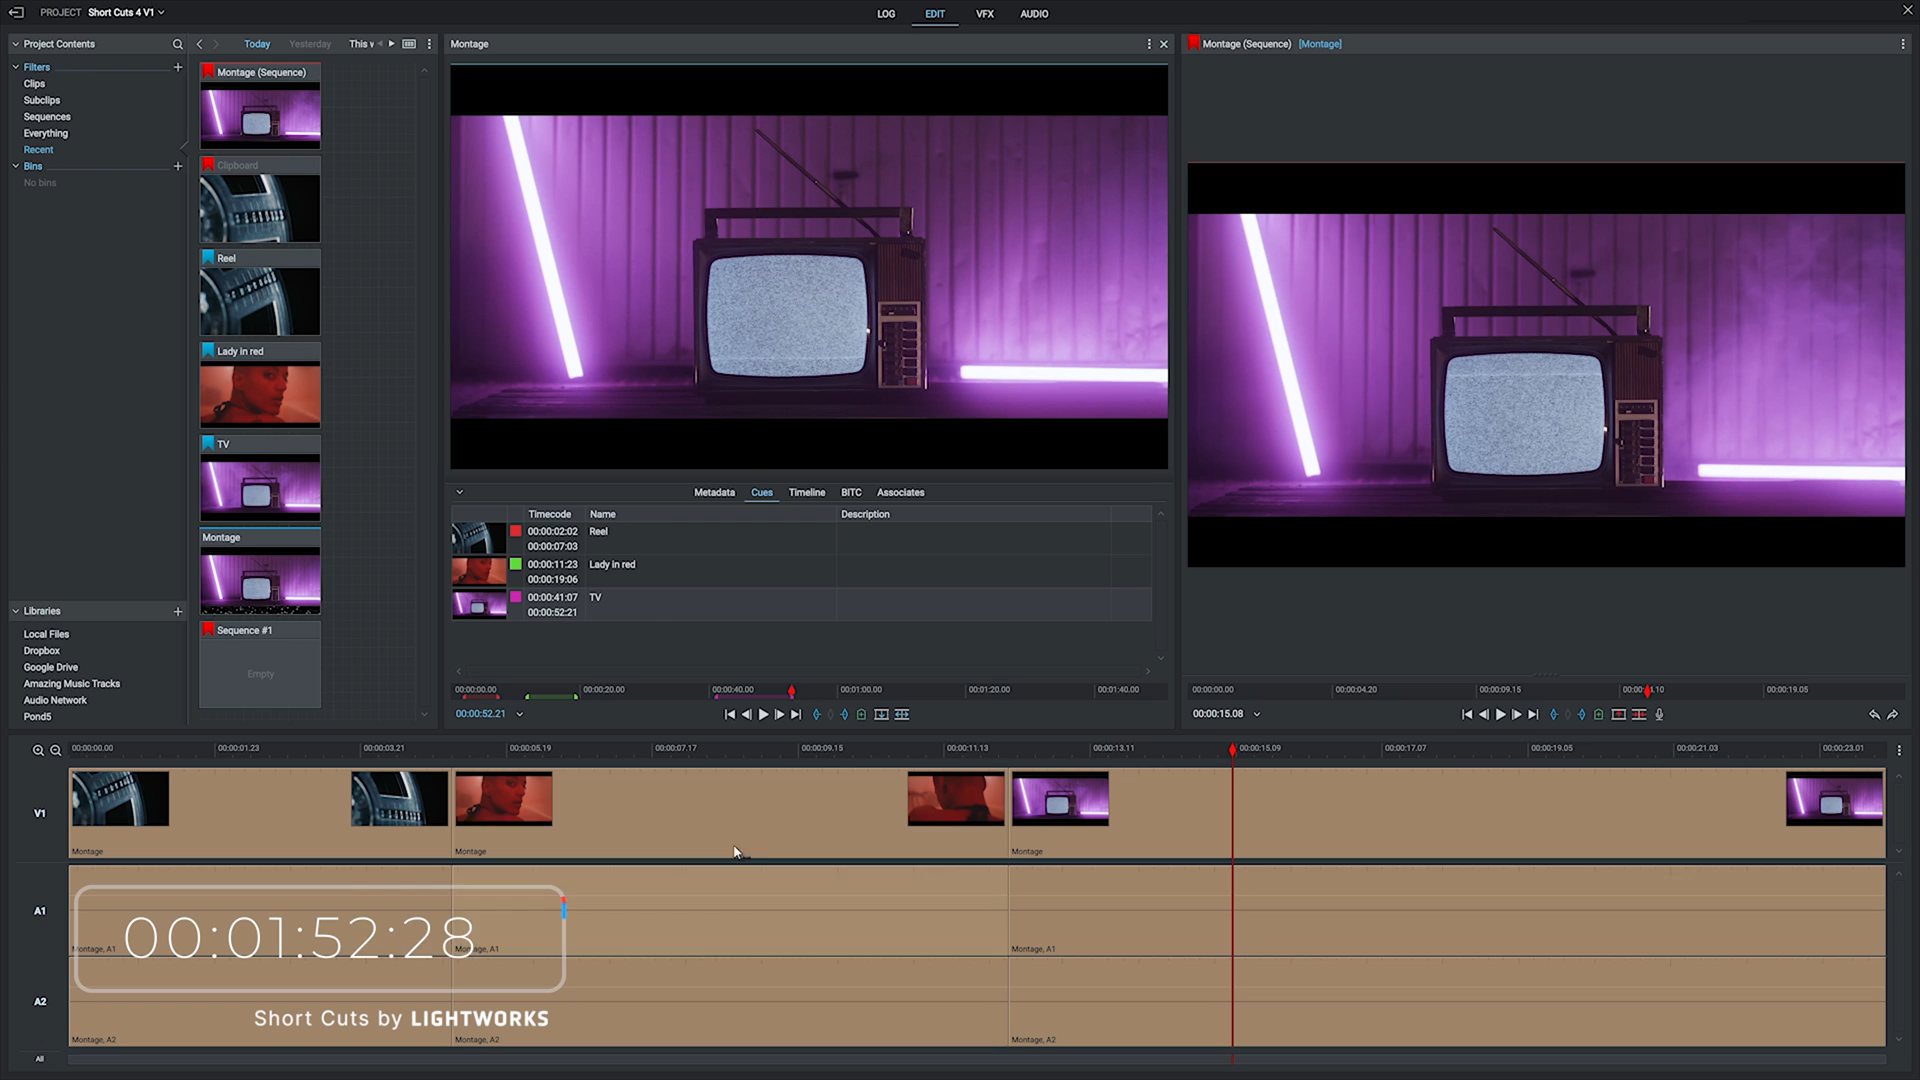 PROJECT Short Cuts 4 V1
LOG EDIT VFX AUDIO
Project Contents
Filters
Clips
Subclips
Sequences
Everything
Recent
Bins
No bins
Libraries
Local Files
Dropbox
Google Drive
Amazing Music Tracks
Audio Network
Pond5
Today Yesterday This v
Montage (Sequence)
Clipboard
Reel
Lady in red
TV
Montage
Sequence #1
Empty
Montage
Metadata Cues Timeline BITC Associates
Timecode Name Description
00:00:02:02 Reel
00:00:07:03
00:00:11:23 Lady in red
00:00:19:06
00:00:41:07 TV
00:00:52:21
00:00:00.00 00:00:20.00 00:00:40.00 00:01:00.00 00:01:20.00 00:01:40.00
00:00:52.21
Montage (Sequence) [Montage]
00:00:00.00 00:00:04.20 00:00:09.15 00:00:19.05
00:00:15.08
00:00:00.00 00:00:01.23 00:00:03.21 00:00:05.19 00:00:07.17 00:00:09.15 00:00:11.13 00:00:13.11 00:00:15.09 00:00:17.07 00:00:19.05 00:00:21.03 00:00:23.01
V1
Montage Montage Montage
A1
00:01:52:28
Montage, A1 Montage, A1 Montage, A1
A2
Short Cuts by LIGHTWORKS
Montage, A2 Montage, A2 Montage, A2
All